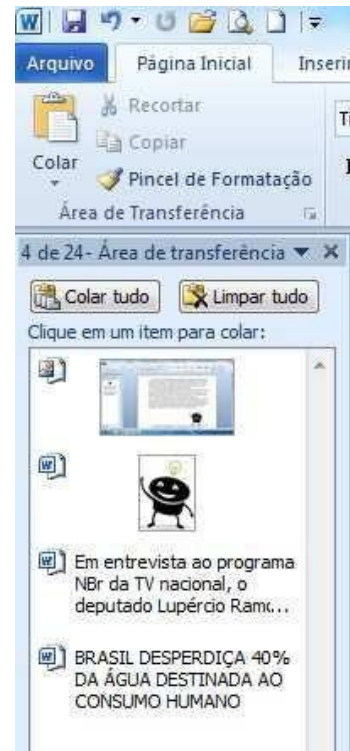 Arquivo Página Inicial
Recortar
Copiar
Colar
Pincel de Formatação
Área de Transferência
4 de 24 - Área de transferência
Colar tudo Limpar tudo
Clique em um item para colar:
Em entrevista ao programa
NBr da TV nacional, o
deputado Lupércio
BRASIL DESPERDIÇA 40%
DA ÁGUA DESTINADA AO
CONSUMO HUMANO